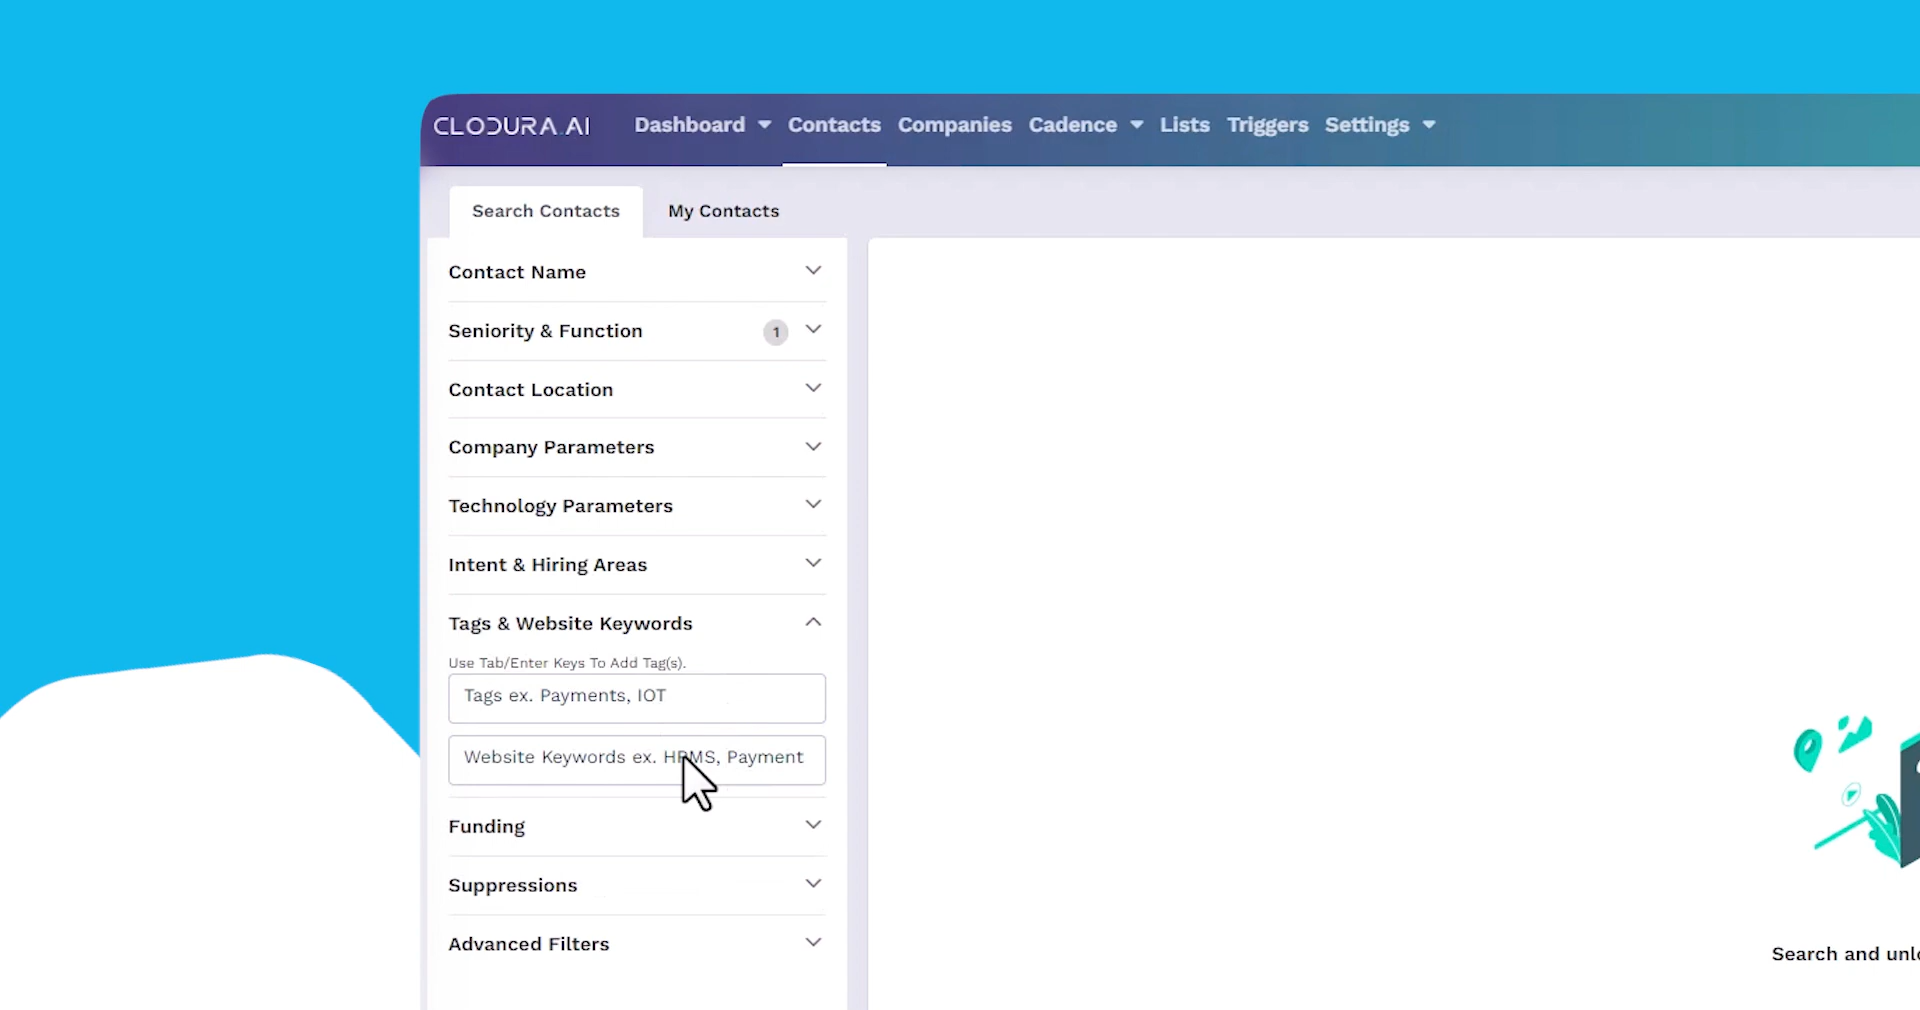 CLODURA.AI Dashboard Contacts Companies Cadence Lists Triggers Settings
Search Contacts My Contacts
Contact Name
Seniority & Function 1
Contact Location
Company Parameters
Technology Parameters
Intent & Hiring Areas
Tags & Website Keywords
Use Tab/Enter Keys To Add Tag(s).
Tags ex. Payments, IOT
Website Keywords ex. HRMS, Payment
Funding
Suppressions
Advanced Filters
Search and